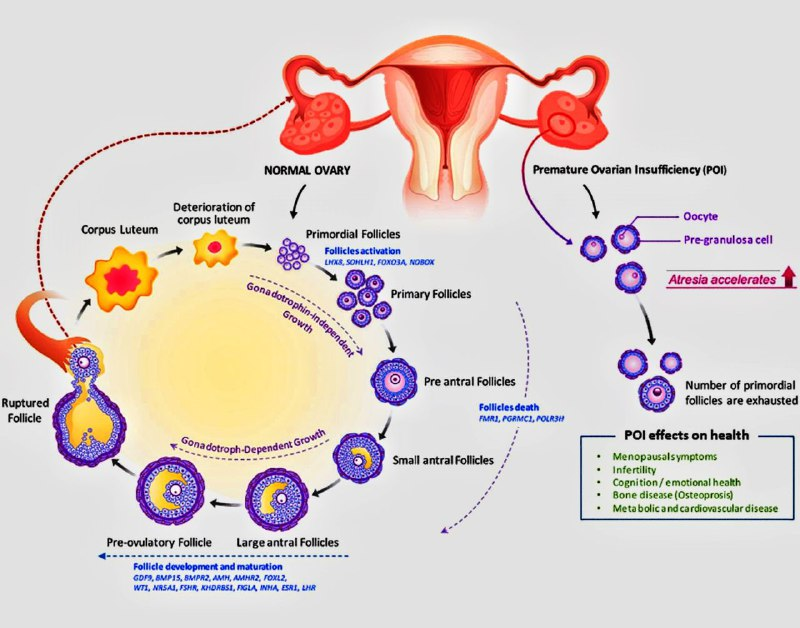 NORMAL OVARY
Premature Ovarian Insufficiency (POI)
Deterioration of
corpus luteum
Corpus Luteum
Primordial Follicles
Follicles activation
LHX8, SOHLH1, FOXO3A, NOBOX
Primary Follicles
Gonadotrophin-independent
Growth
Pre antral Follicles
Follicles death
FMR1, PGRMC1, POLR3H
Gonadotroph-Dependent Growth
Small antral Follicles
Ruptured
Follicle
Pre-ovulatory Follicle
Large antral Follicles
Follicle development and maturation
GDF9, BMP15, BMPR2, AMH, AMHR2, FOXL2,
WT1, NR5A1, FSHR, KHDRBS1, FIGLA, INHA, ESR1, LHR
Oocyte
Pre-granulosa cell
Atresia accelerates
Number of primordial
follicles are exhausted
POI effects on health
• Menopausal symptoms
• Infertility
• Cognition / emotional health
• Bone disease (Osteoprosis)
• Metabolic and cardiovascular disease